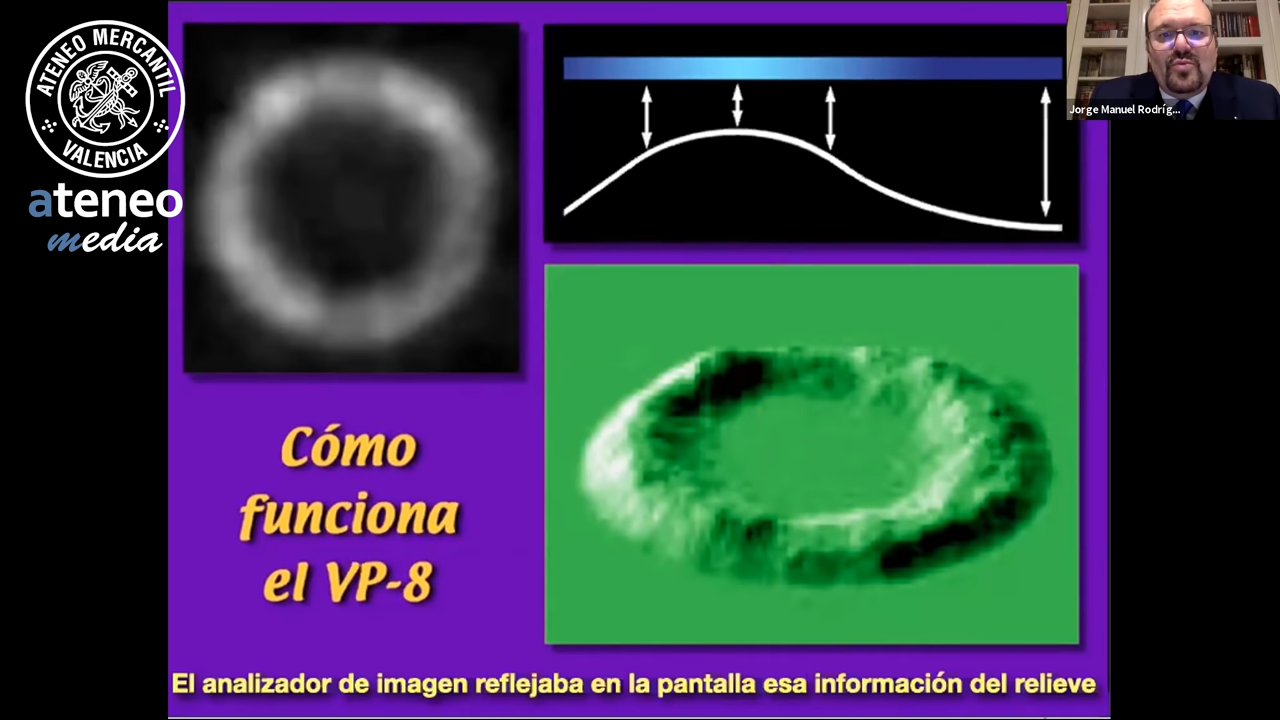 ATENEO MERCANTIL
VALENCIA
ateneo
media
Jorge Manuel Rodríg...
Cómo
funciona
el VP-8
El analizador de imagen reflejaba en la pantalla esa información del relieve